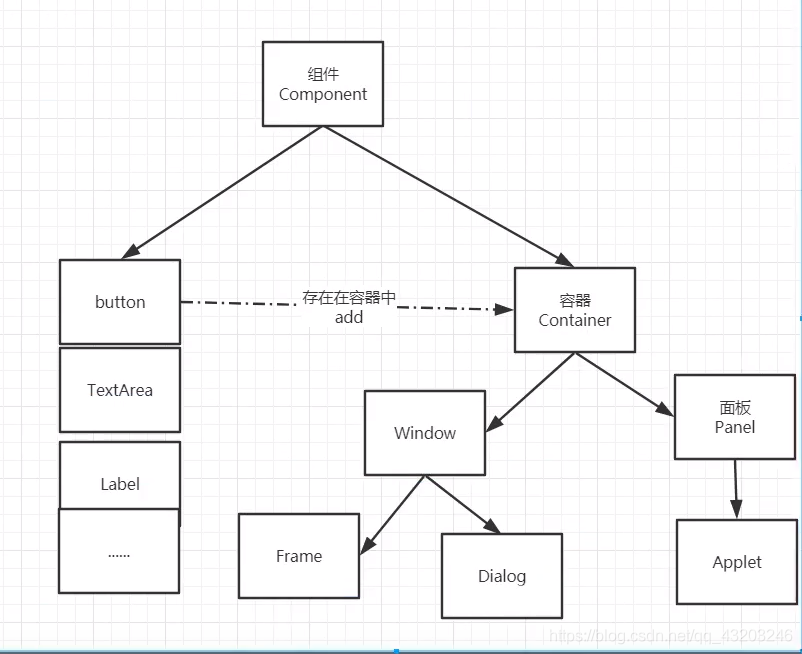 组件
Component
button
存在在容器中
add
容器
Container
TextArea
Window
面板
Panel
Label
......
Frame
Dialog
Applet
https://blog.csdn.net/qq_43203246